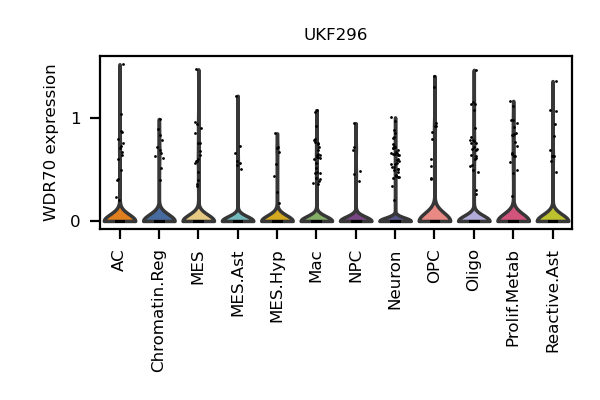 UKF296
WDR70 expression
1
0
AC
Chromatin.Reg
MES
MES.Ast
MES.Hyp
Mac
NPC
Neuron
OPC
Oligo
Prolif.Metab
Reactive.Ast